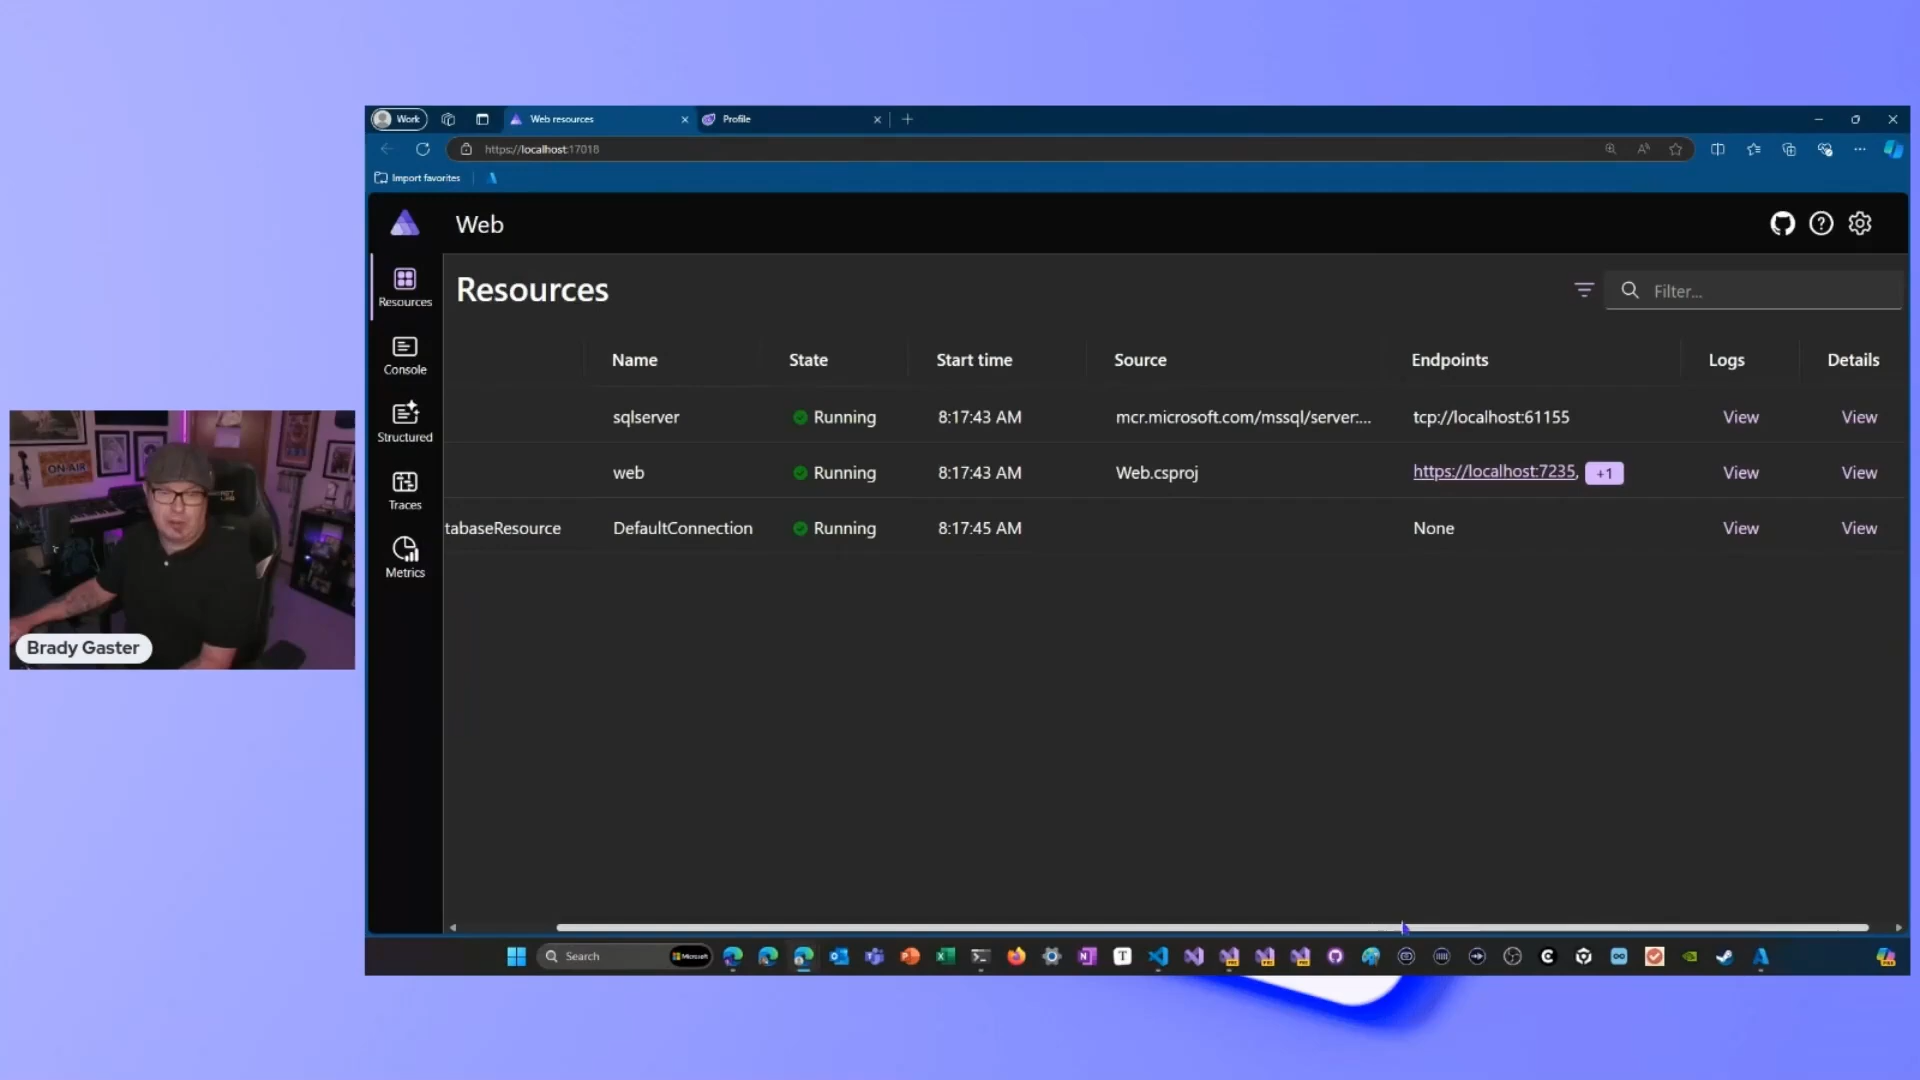 Work
Web resources
Profile
https://localhost:17018
Import favorites
Web
Resources
Filter...
Resources
Console
Structured
Traces
Metrics
Name State Start time Source Endpoints Logs Details
sqlserver Running 8:17:43 AM mcr.microsoft.com/mssql/server:... tcp://localhost:61155 View View
web Running 8:17:43 AM Web.csproj https://localhost:7235, +1 View View
tabaseResource DefaultConnection Running 8:17:45 AM None View View
ON AIR
Brady Gaster
Search
Microsoft